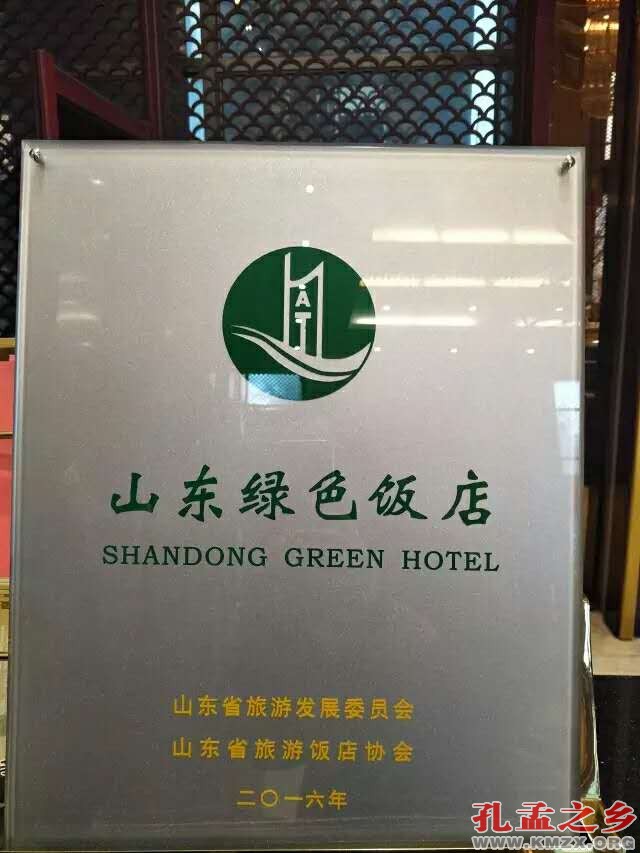 山东绿色饭店
SHANDONG GREEN HOTEL
山东省旅游发展委员会
山东省旅游饭店协会
二〇一六年
孔孟之乡
WWW.KMZX.ORG